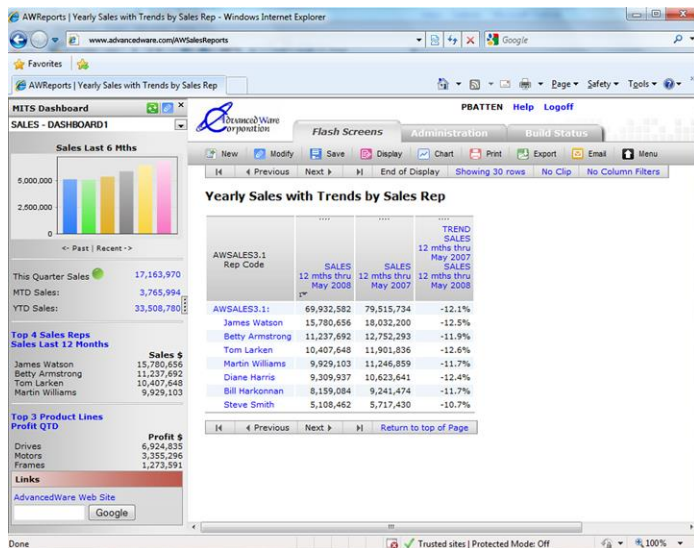 AWReports | Yearly Sales with Trends by Sales Rep - Windows Internet Explorer
www.advancedware.com/AWSalesReports
Google
Favorites
AWReports | Yearly Sales with Trends by Sales Rep
Page Safety Tools
MITS Dashboard
SALES - DASHBOARD1
Sales Last 6 Mths
5,000,000
2,500,000
0
<- Past | Recent ->
This Quarter Sales 17,163,970
MTD Sales: 3,765,994
YTD Sales: 33,508,780
Top 4 Sales Reps
Sales Last 12 Months
Sales $
James Watson 15,780,656
Betty Armstrong 11,237,692
Tom Larken 10,407,648
Martin Williams 9,929,103
Top 3 Product Lines
Profit QTD
Profit $
Drives 6,924,835
Motors 3,355,296
Frames 1,273,591
Links
AdvancedWare Web Site
Google
Advanced Ware
Corporation
PBATTEN Help Logoff
Flash Screens Administration Build Status
New Modify Save Display Chart Print Export Email Menu
Previous Next End of Display Showing 30 rows No Clip No Column Filters
Yearly Sales with Trends by Sales Rep
AWSALES3.1
Rep Code
SALES
12 mths thru
May 2008
SALES
12 mths thru
May 2007
TREND
SALES
12 mths thru
May 2007
SALES
12 mths thru
May 2008
AWSALES3.1: 69,932,582 79,515,734 -12.1%
James Watson 15,780,656 18,032,200 -12.5%
Betty Armstrong 11,237,692 12,752,293 -11.9%
Tom Larken 10,407,648 11,901,836 -12.6%
Martin Williams 9,929,103 11,246,859 -11.7%
Diane Harris 9,309,937 10,623,641 -12.4%
Bill Harkonnan 8,159,084 9,241,474 -11.7%
Steve Smith 5,108,462 5,717,430 -10.7%
Previous Next Return to top of Page
Done
Trusted sites | Protected Mode: Off
100%